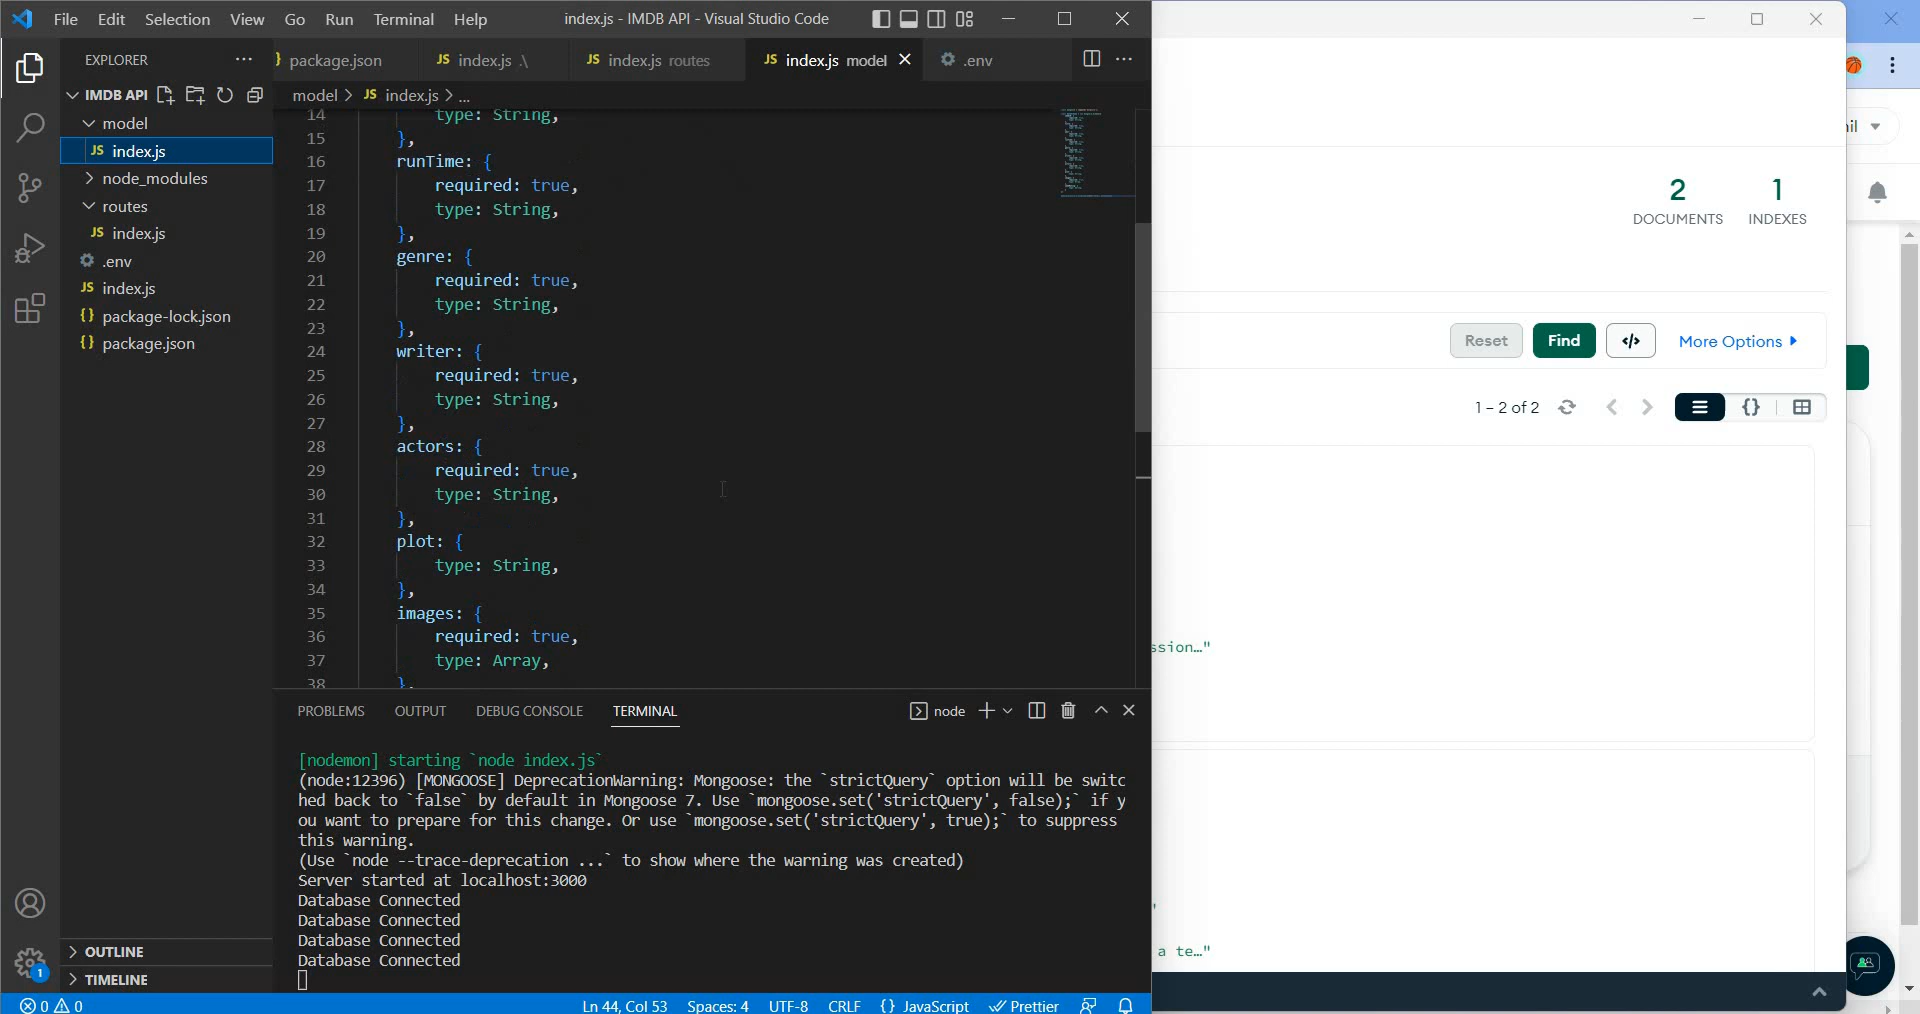 File Edit Selection View Go Run Terminal Help index.js - IMDB API - Visual Studio Code
EXPLORER
package.json index.js .\ index.js routes index.js model .env
IMDB API
model > JS index.js > ...
model
JS index.js
node_modules
routes
JS index.js
.env
JS index.js
{} package-lock.json
{} package.json
OUTLINE
TIMELINE
14 type: String,
15 },
16 runTime: {
17 required: true,
18 type: String,
19 },
20 genre: {
21 required: true,
22 type: String,
23 },
24 writer: {
25 required: true,
26 type: String,
27 },
28 actors: {
29 required: true,
30 type: String,
31 },
32 plot: {
33 type: String,
34 },
35 images: {
36 required: true,
37 type: Array,
38 },
PROBLEMS OUTPUT DEBUG CONSOLE TERMINAL node
[nodemon] starting `node index.js`
(node:12396) [MONGOOSE] DeprecationWarning: Mongoose: the `strictQuery` option will be switc
hed back to `false` by default in Mongoose 7. Use `mongoose.set('strictQuery', false);` if y
ou want to prepare for this change. Or use `mongoose.set('strictQuery', true);` to suppress
this warning.
(Use `node --trace-deprecation ...` to show where the warning was created)
Server started at localhost:3000
Database Connected
Database Connected
Database Connected
Database Connected
1
0 0 Ln 44, Col 53 Spaces: 4 UTF-8 CRLF {} JavaScript Prettier
2 1
DOCUMENTS INDEXES
Reset Find </> More Options
1 – 2 of 2 {}
ssion…"
"
a te…"